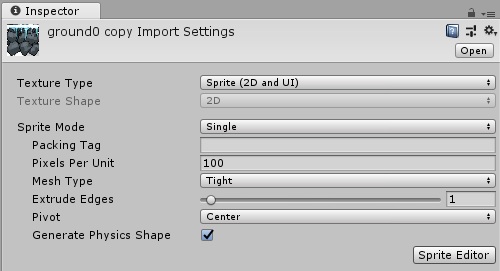 Inspector
ground0 copy Import Settings
Open
Texture Type Sprite (2D and UI)
Texture Shape 2D
Sprite Mode Single
Packing Tag
Pixels Per Unit 100
Mesh Type Tight
Extrude Edges 1
Pivot Center
Generate Physics Shape
Sprite Editor